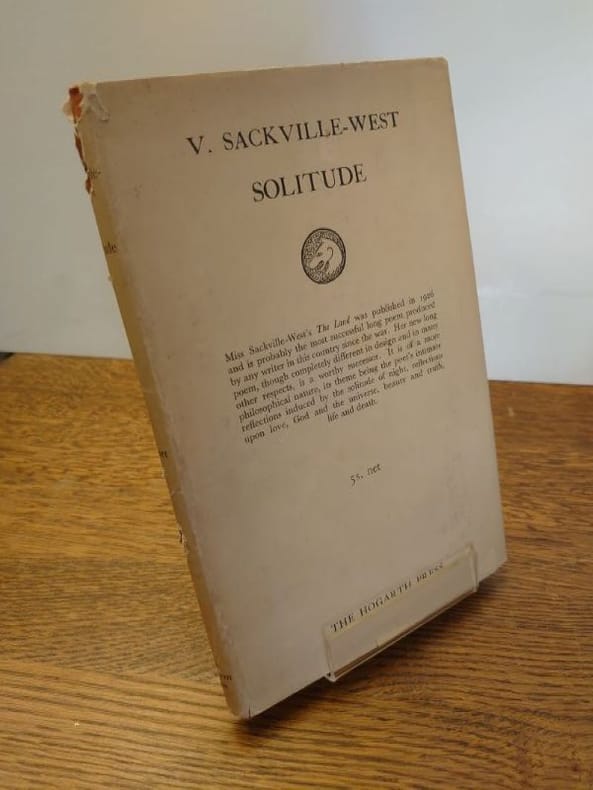 V. SACKVILLE-WEST
SOLITUDE
Miss Sackville-West's The Land was published in 1926
and is probably the most successful long poem produced
by any writer in this country since the war. Her new long
poem, though completely different in design and in many
other respects, is a worthy successor. It is of a more
philosophical nature, its theme being the poet's intimate
reflections induced by the solitude of night, reflections
upon love, God and the universe, beauty and truth,
life and death.
5s. net
THE HOGARTH PRESS